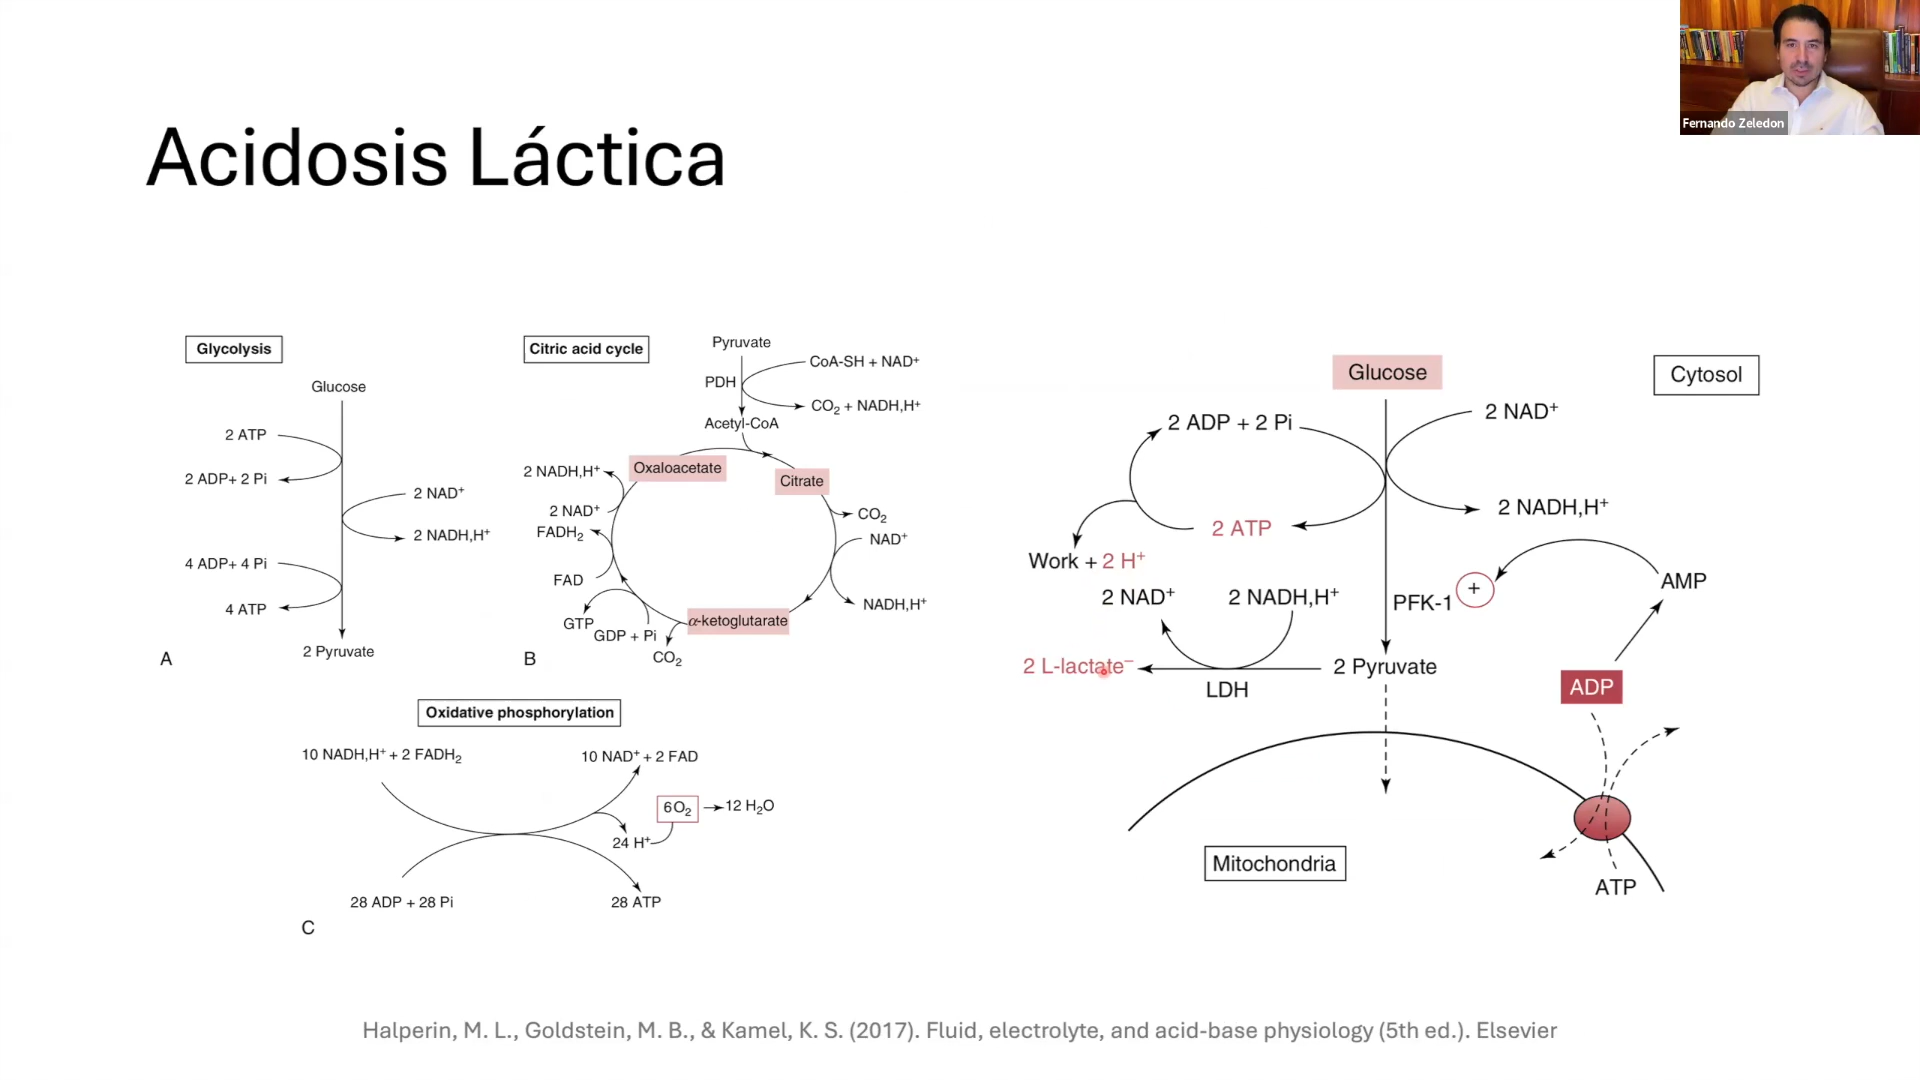 Fernando Zeledon
Acidosis Láctica
Glycolysis
Glucose
2 ATP
2 ADP+ 2 Pi
2 NAD⁺
2 NADH,H⁺
4 ADP+ 4 Pi
4 ATP
2 Pyruvate
A
Citric acid cycle
Pyruvate
CoA-SH + NAD⁺
PDH
CO₂ + NADH,H⁺
Acetyl-CoA
Oxaloacetate
Citrate
2 NADH,H⁺
2 NAD⁺
FADH₂
FAD
GTP
GDP + Pi
CO₂
α-ketoglutarate
CO₂
NAD⁺
NADH,H⁺
B
Oxidative phosphorylation
10 NADH,H⁺ + 2 FADH₂
10 NAD⁺ + 2 FAD
6 O₂
12 H₂O
24 H⁺
28 ADP + 28 Pi
28 ATP
C
Glucose
Cytosol
2 ADP + 2 Pi
2 NAD⁺
2 ATP
2 NADH,H⁺
Work + 2 H⁺
2 NAD⁺
2 NADH,H⁺
PFK-1
+
AMP
2 L-lactate⁻
LDH
2 Pyruvate
ADP
Mitochondria
ATP
Halperin, M. L., Goldstein, M. B., & Kamel, K. S. (2017). Fluid, electrolyte, and acid-base physiology (5th ed.). Elsevier